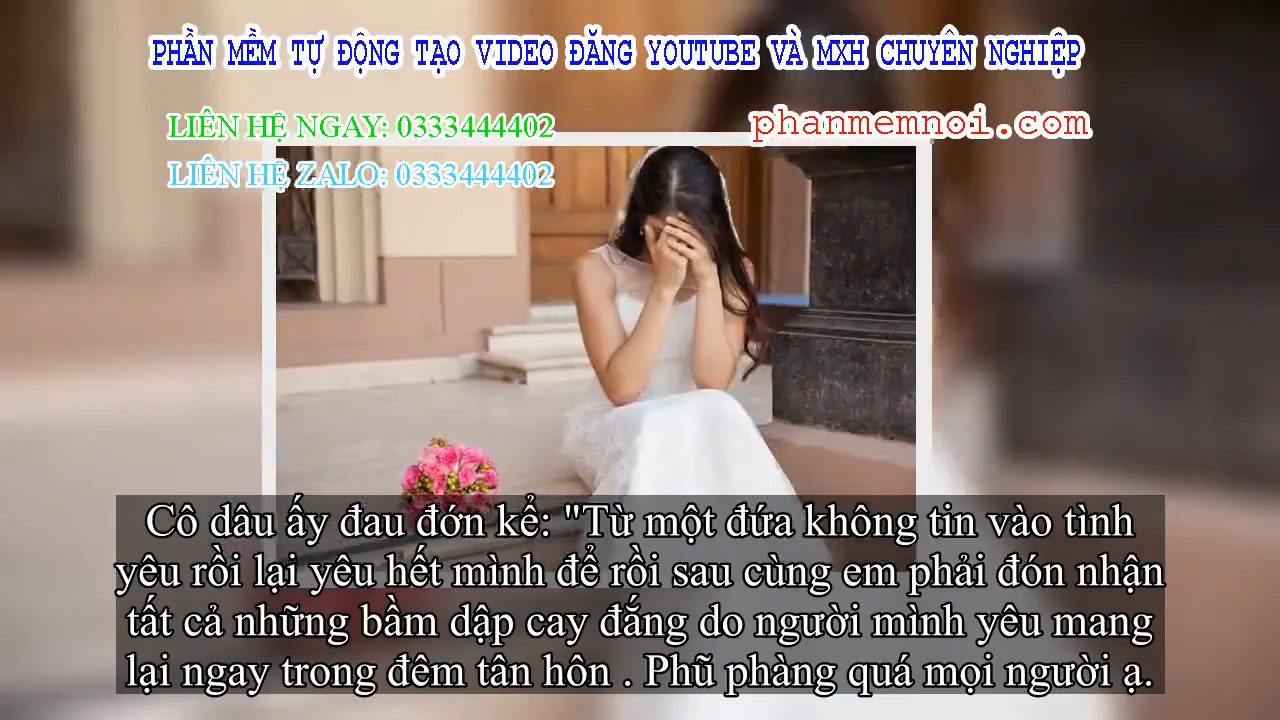 PHẦN MỀM TỰ ĐỘNG TẠO VIDEO ĐĂNG YOUTUBE VÀ MXH CHUYÊN NGHIỆP
LIÊN HỆ NGAY: 0333444402
phanmemnoi.com
LIÊN HỆ ZALO: 0333444402
Cô dâu ấy đau đớn kể: "Từ một đứa không tin vào tình
yêu rồi lại yêu hết mình để rồi sau cùng em phải đón nhận
tất cả những bầm dập cay đắng do người mình yêu mang
lại ngay trong đêm tân hôn . Phũ phàng quá mọi người ạ.